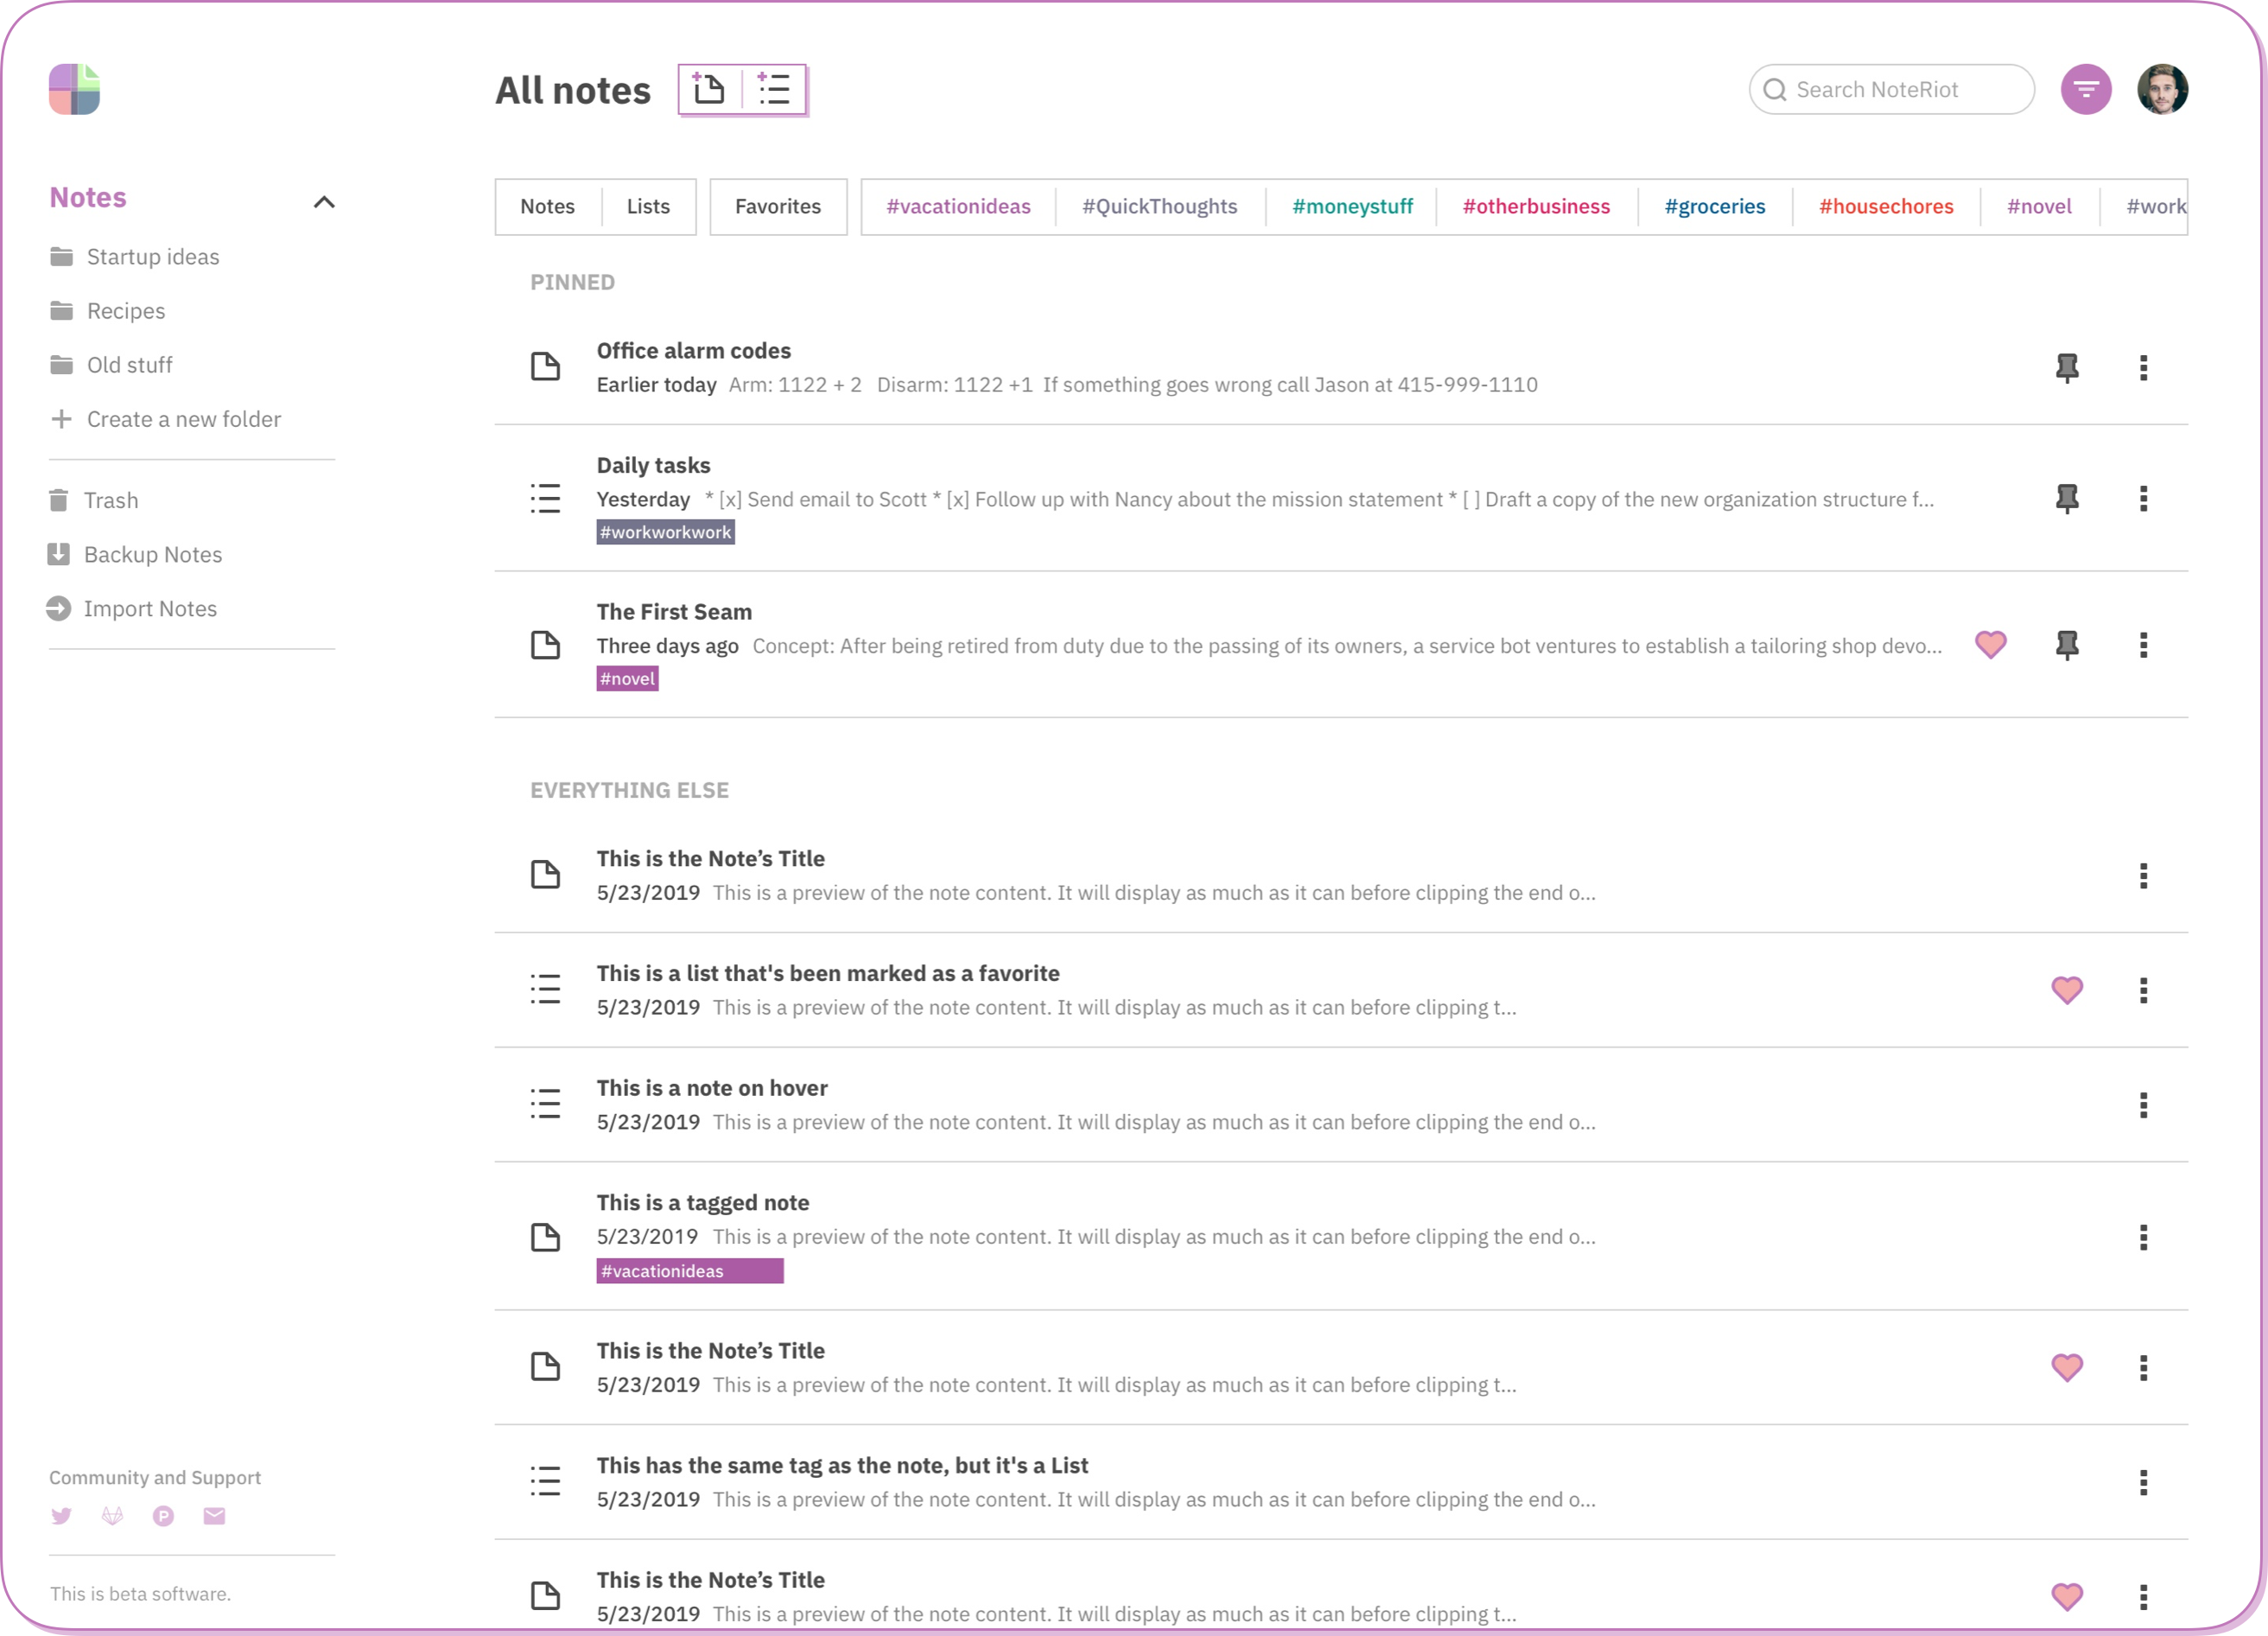 All notes
Search NoteRiot
Notes
Startup ideas
Recipes
Old stuff
Create a new folder
Trash
Backup Notes
Import Notes
Community and Support
This is beta software.
Notes Lists Favorites #vacationideas #QuickThoughts #moneystuff #otherbusiness #groceries #housechores #novel #work
PINNED
Office alarm codes
Earlier today Arm: 1122 + 2 Disarm: 1122 +1 If something goes wrong call Jason at 415-999-1110
Daily tasks
Yesterday * [x] Send email to Scott * [x] Follow up with Nancy about the mission statement * [ ] Draft a copy of the new organization structure f...
#workworkwork
The First Seam
Three days ago Concept: After being retired from duty due to the passing of its owners, a service bot ventures to establish a tailoring shop devo...
#novel
EVERYTHING ELSE
This is the Note’s Title
5/23/2019 This is a preview of the note content. It will display as much as it can before clipping the end o...
This is a list that's been marked as a favorite
5/23/2019 This is a preview of the note content. It will display as much as it can before clipping t...
This is a note on hover
5/23/2019 This is a preview of the note content. It will display as much as it can before clipping the end o...
This is a tagged note
5/23/2019 This is a preview of the note content. It will display as much as it can before clipping the end o...
#vacationideas
This is the Note’s Title
5/23/2019 This is a preview of the note content. It will display as much as it can before clipping t...
This has the same tag as the note, but it's a List
5/23/2019 This is a preview of the note content. It will display as much as it can before clipping the end o...
This is the Note’s Title
5/23/2019 This is a preview of the note content. It will display as much as it can before clipping t...